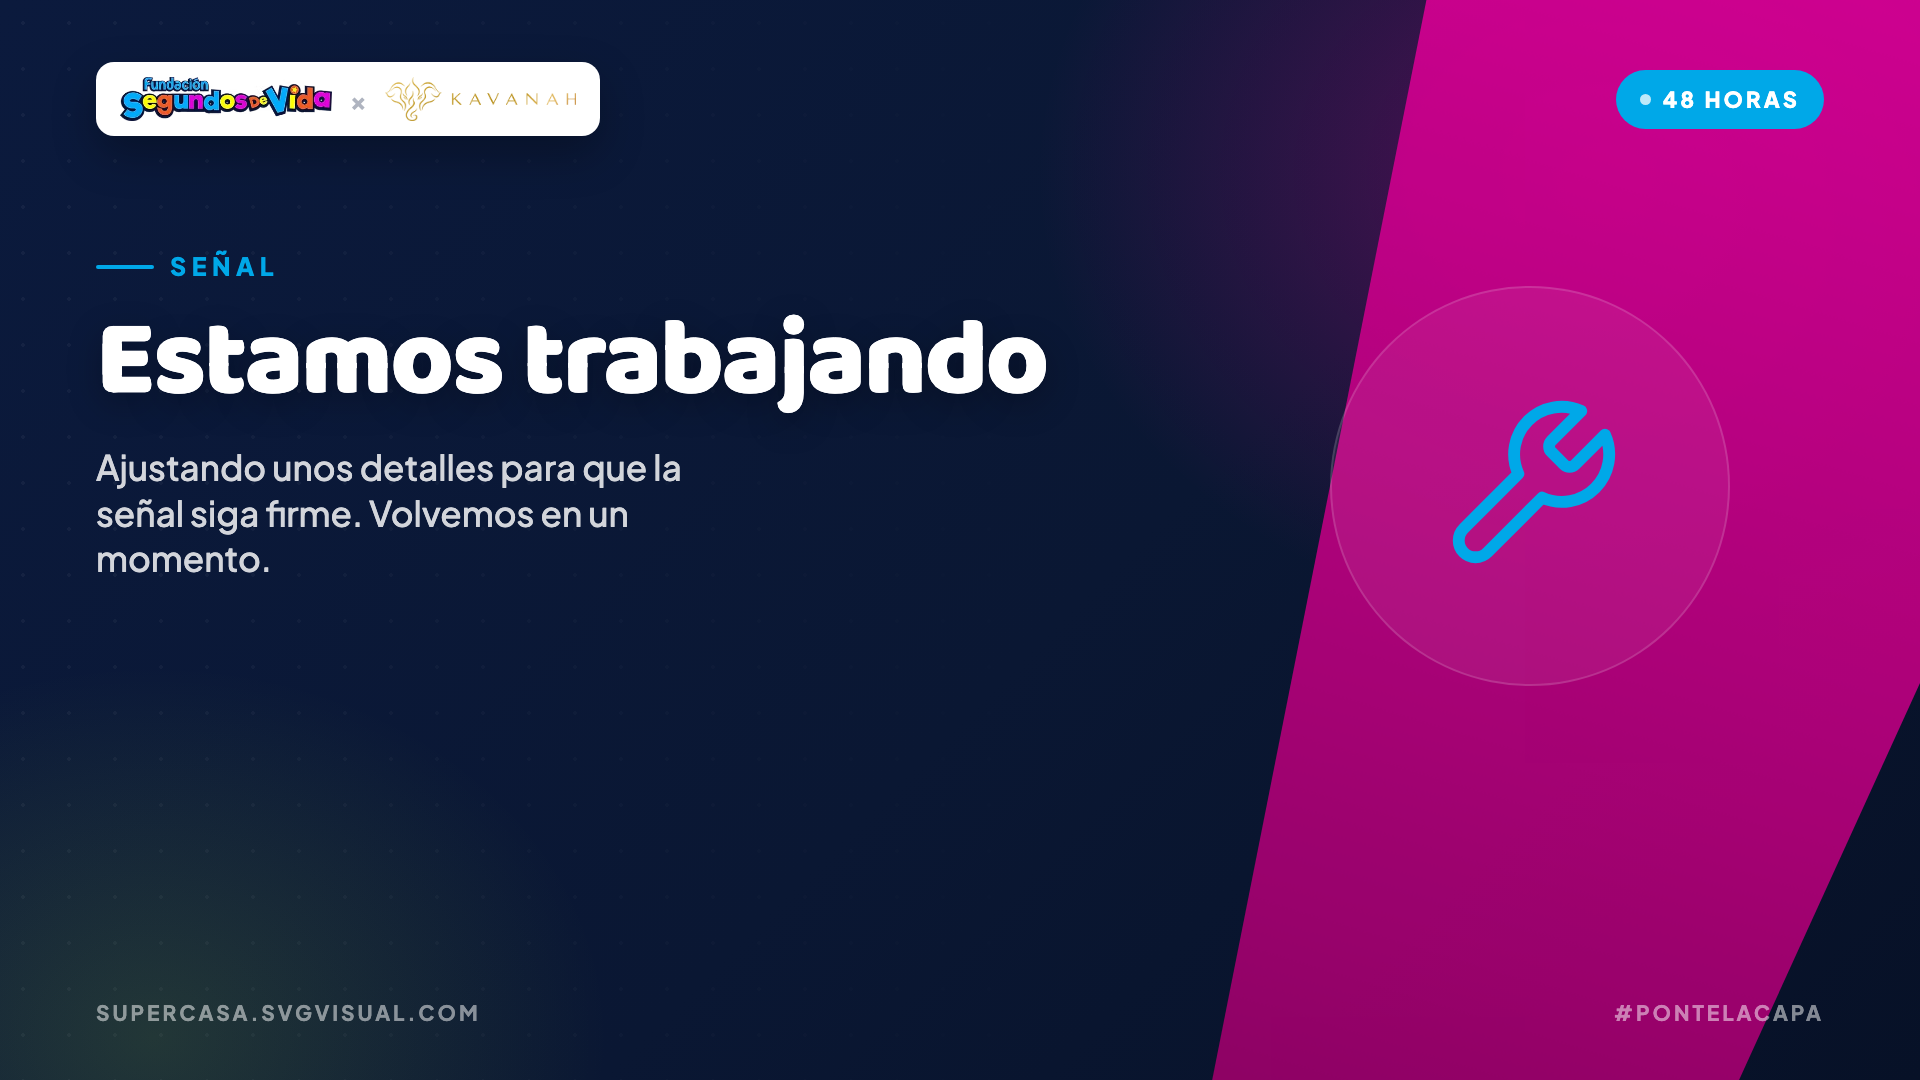 Fundación
Segundos de Vida
×
KAVANAH
48 HORAS
SEÑAL
Estamos trabajando
Ajustando unos detalles para que la
señal siga firme. Volvemos en un
momento.
SUPERCASA.SVGVISUAL.COM
#PONTELACAPA